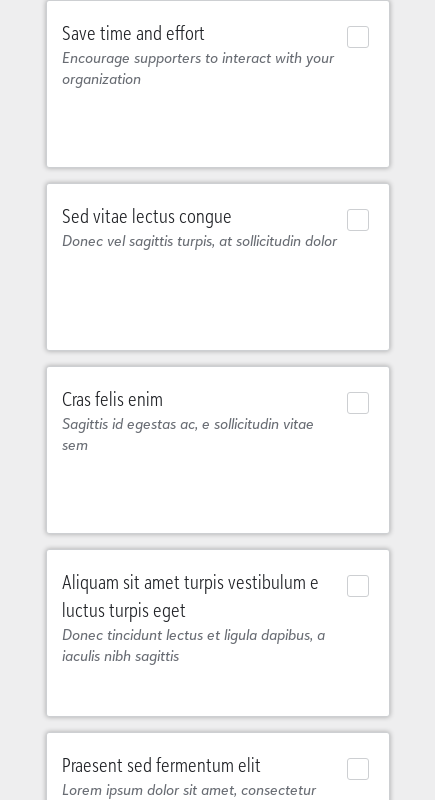 Save time and effort
Encourage supporters to interact with your
organization
Sed vitae lectus congue
Donec vel sagittis turpis, at sollicitudin dolor
Cras felis enim
Sagittis id egestas ac, e sollicitudin vitae
sem
Aliquam sit amet turpis vestibulum e
luctus turpis eget
Donec tincidunt lectus et ligula dapibus, a
iaculis nibh sagittis
Praesent sed fermentum elit
Lorem ipsum dolor sit amet, consectetur